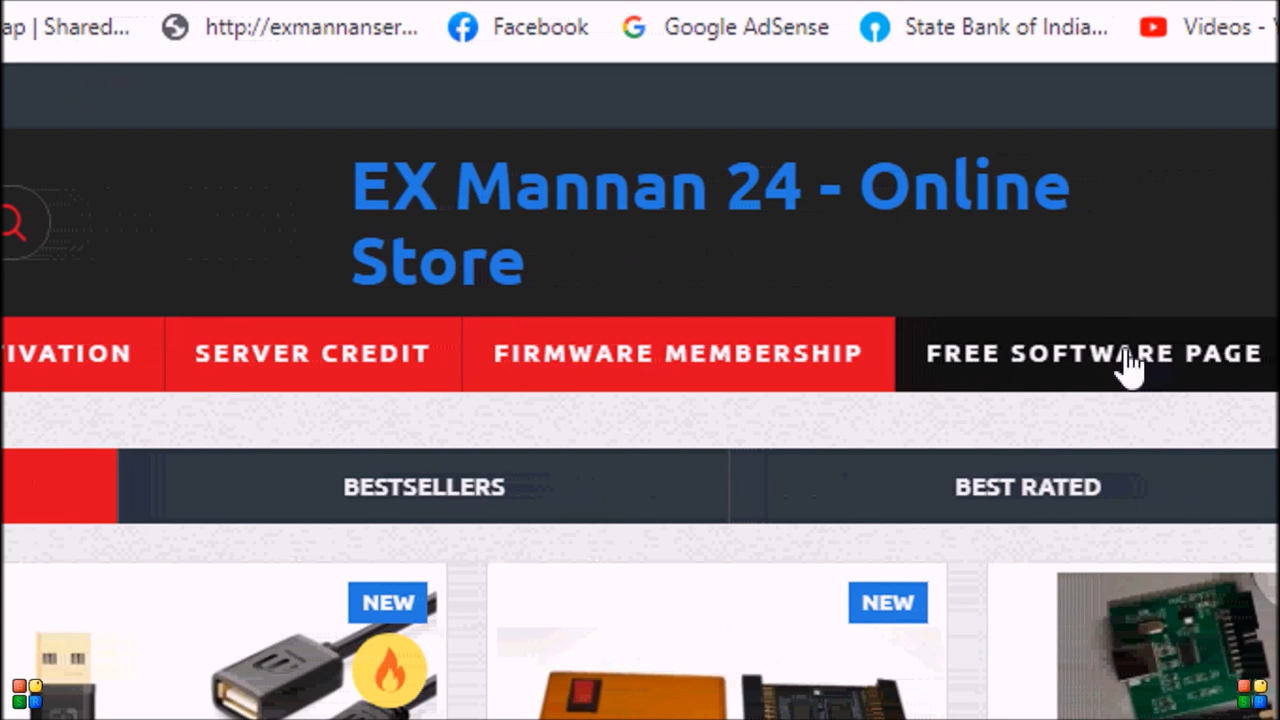 ap | Shared... http://exmannanser... Facebook Google AdSense State Bank of India... Videos -
EX Mannan 24 - Online
Store
IVATION SERVER CREDIT FIRMWARE MEMBERSHIP FREE SOFTWARE PAGE
BESTSELLERS BEST RATED
NEW NEW